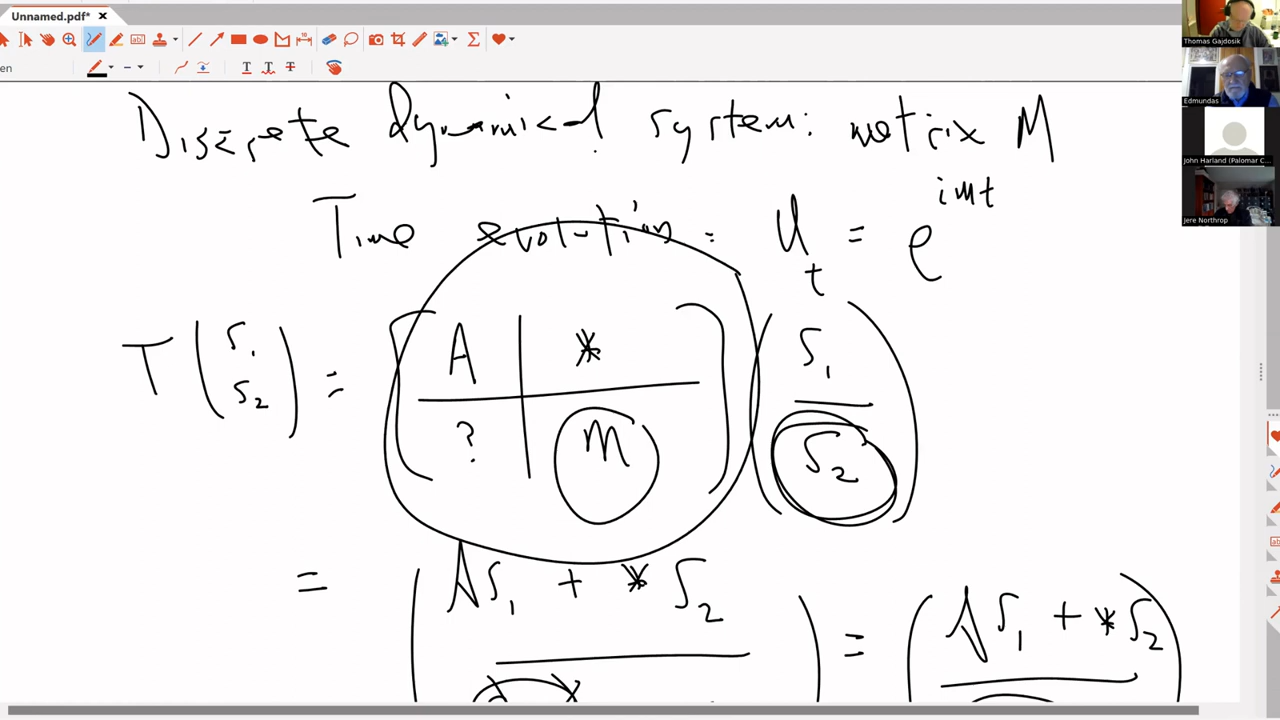 Unnamed.pdf* ×
en
Thomas Gajdosik
Edmundas
John Harland (Palomar C...
Jere Northrop
Discrete dynamical system: matrix M
Time evolution: U_t = e^{iMt}
T (S_1 S_2) = [A * ? M] (S_1 S_2)
= (AS_1 + *S_2 = (AS_1 + *S_2